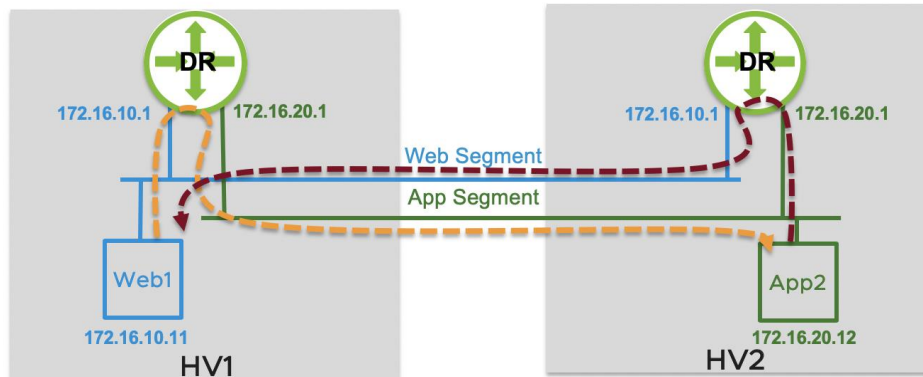 DR
DR
172.16.10.1
172.16.20.1
172.16.10.1
172.16.20.1
Web Segment
App Segment
Web1
App2
172.16.10.11
172.16.20.12
HV1
HV2